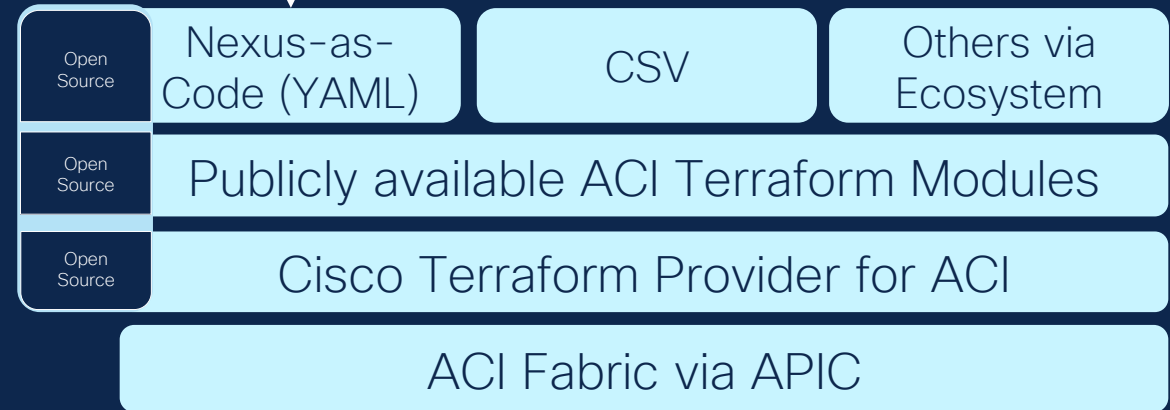 Open
Source
Nexus-as-
Code (YAML)
CSV
Others via
Ecosystem
Open
Source
Publicly available ACI Terraform Modules
Open
Source
Cisco Terraform Provider for ACI
ACI Fabric via APIC